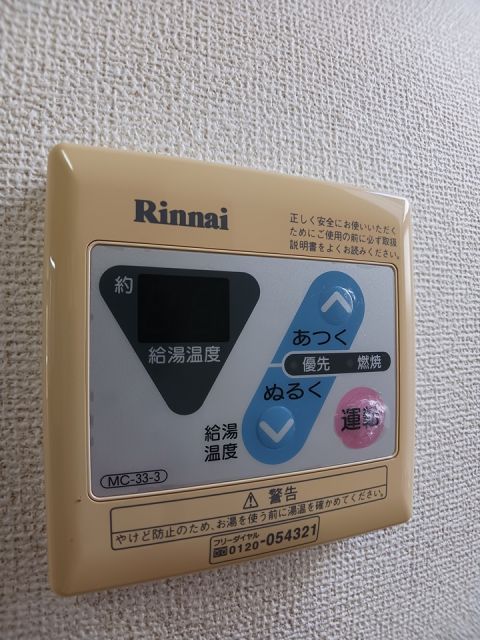 Rinnai
正しく安全にお使いいただく
ためにご使用の前に必ず取扱
説明書をよくお読みください。
約
給湯温度
あつく
優先 燃焼
ぬるく
給湯
温度
運転
MC-33-3
警告
やけど防止のため、お湯を使う前に湯温を確かめてください。
フリーダイヤル
0120-054321